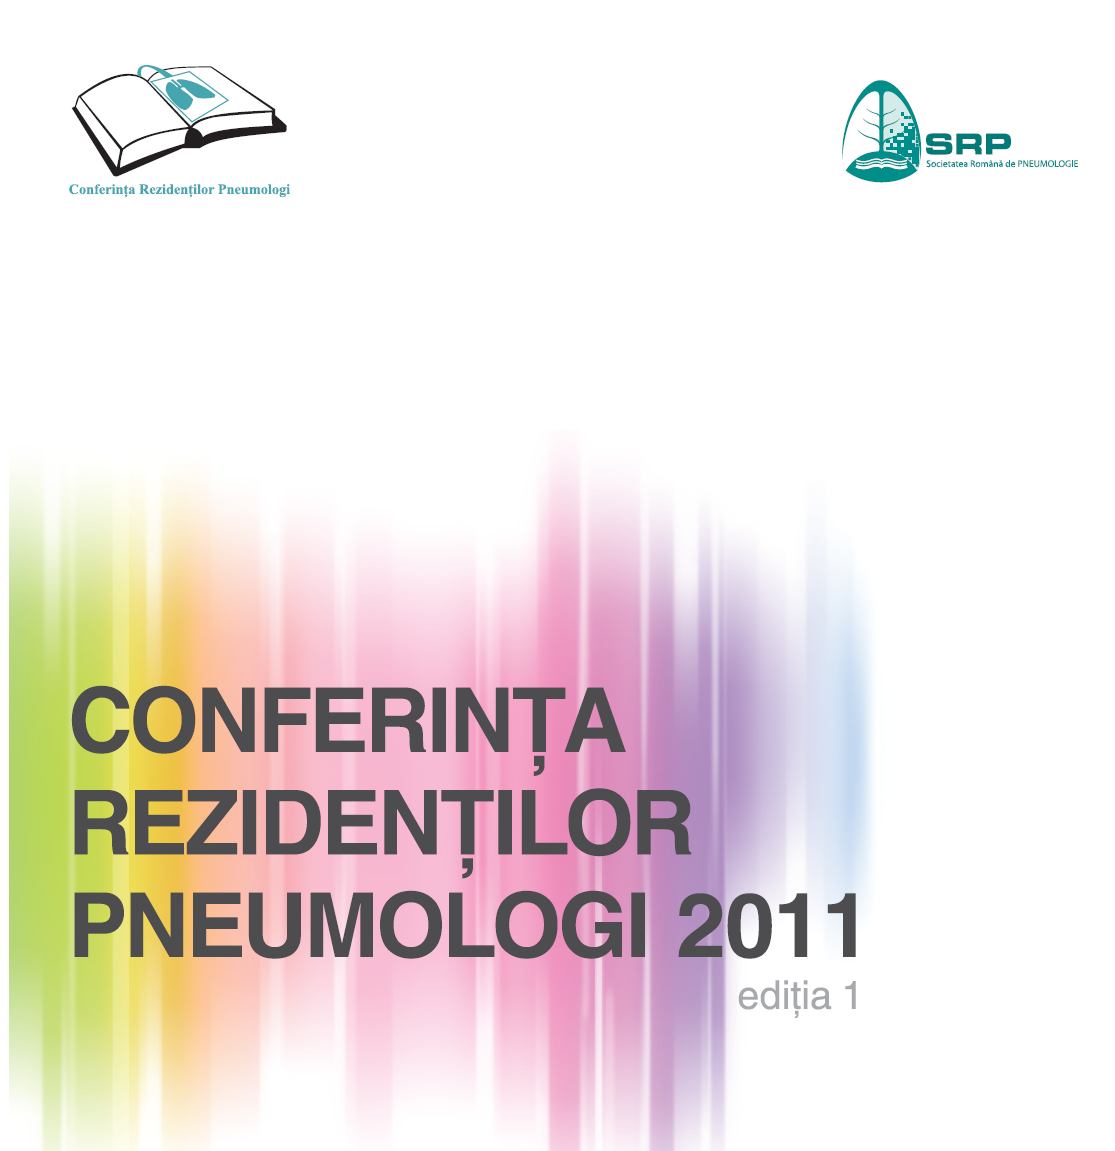 Conferința Rezidenților Pneumologi
SRP
Societatea Română de PNEUMOLOGIE
CONFERINȚA
REZIDENȚILOR
PNEUMOLOGI 2011
ediția 1